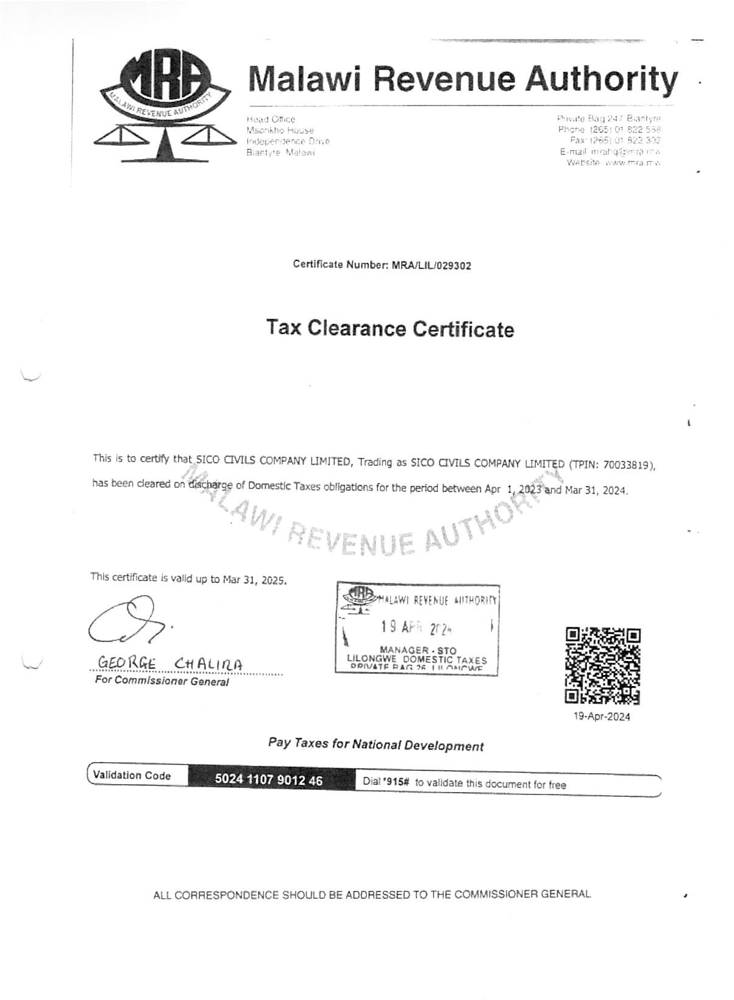 MRA
MALAWI REVENUE AUTHORITY
Malawi Revenue Authority
Head Office
Msonkho House
Independence Drive
Blantyre Malawi
Private Bag 247 Blantyre
Phone (265) 01 822 588
Fax: (265) 01 822 302
E-mail mrahq@mra.mw
Website www.mra.mw
Certificate Number: MRA/LIL/029302
Tax Clearance Certificate
This is to certify that SICO CIVILS COMPANY LIMITED, Trading as SICO CIVILS COMPANY LIMITED (TPIN: 70033819),
has been cleared on discharge of Domestic Taxes obligations for the period between Apr 1, 2023 and Mar 31, 2024.
MALAWI REVENUE AUTHORITY
This certificate is valid up to Mar 31, 2025.
MRA MALAWI REVENUE AUTHORITY
19 APR 2024
MANAGER - STO
LILONGWE DOMESTIC TAXES
PRIVATE BAG 26, LILONGWE
GEORGE CHALIRA
For Commissioner General
19-Apr-2024
Pay Taxes for National Development
Validation Code 5024 1107 9012 46 Dial *915# to validate this document for free
ALL CORRESPONDENCE SHOULD BE ADDRESSED TO THE COMMISSIONER GENERAL